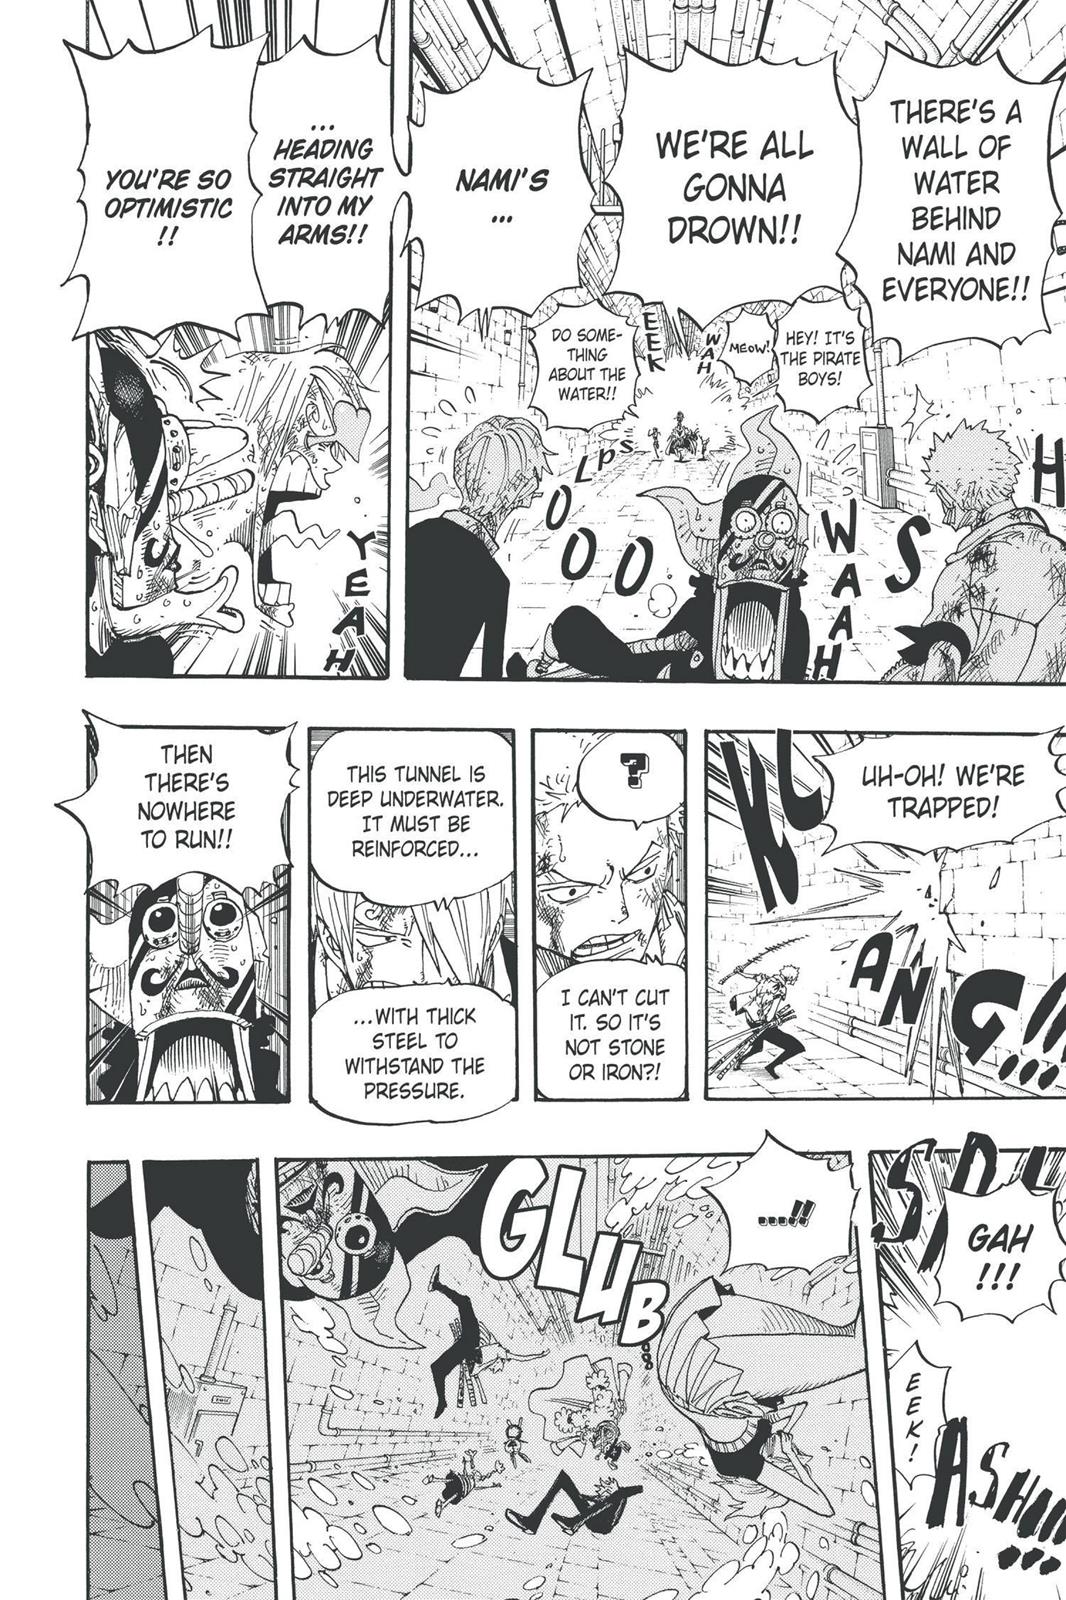 THERE'S A
WALL OF
WATER
BEHIND
NAMI AND
EVERYONE!!
WE'RE ALL
GONNA
DROWN!!
NAMI'S
...
HEY! IT'S
THE PIRATE
BOYS!
MEOW!
WAH
EEK
DO SOME-
THING
ABOUT THE
WATER!!
WAAAH
...
HEADING
STRAIGHT
INTO MY
ARMS!!
YOU'RE SO
OPTIMISTIC
!!
YEAH
UH-OH! WE'RE
TRAPPED!
ANG!!!
?
I CAN'T CUT
IT. SO IT'S
NOT STONE
OR IRON?!
THIS TUNNEL IS
DEEP UNDERWATER.
IT MUST BE
REINFORCED...
...WITH THICK
STEEL TO
WITHSTAND THE
PRESSURE.
THEN
THERE'S
NOWHERE
TO RUN!!
GAH
!!!
EEK!
ASH!!!
...!!
GLUB